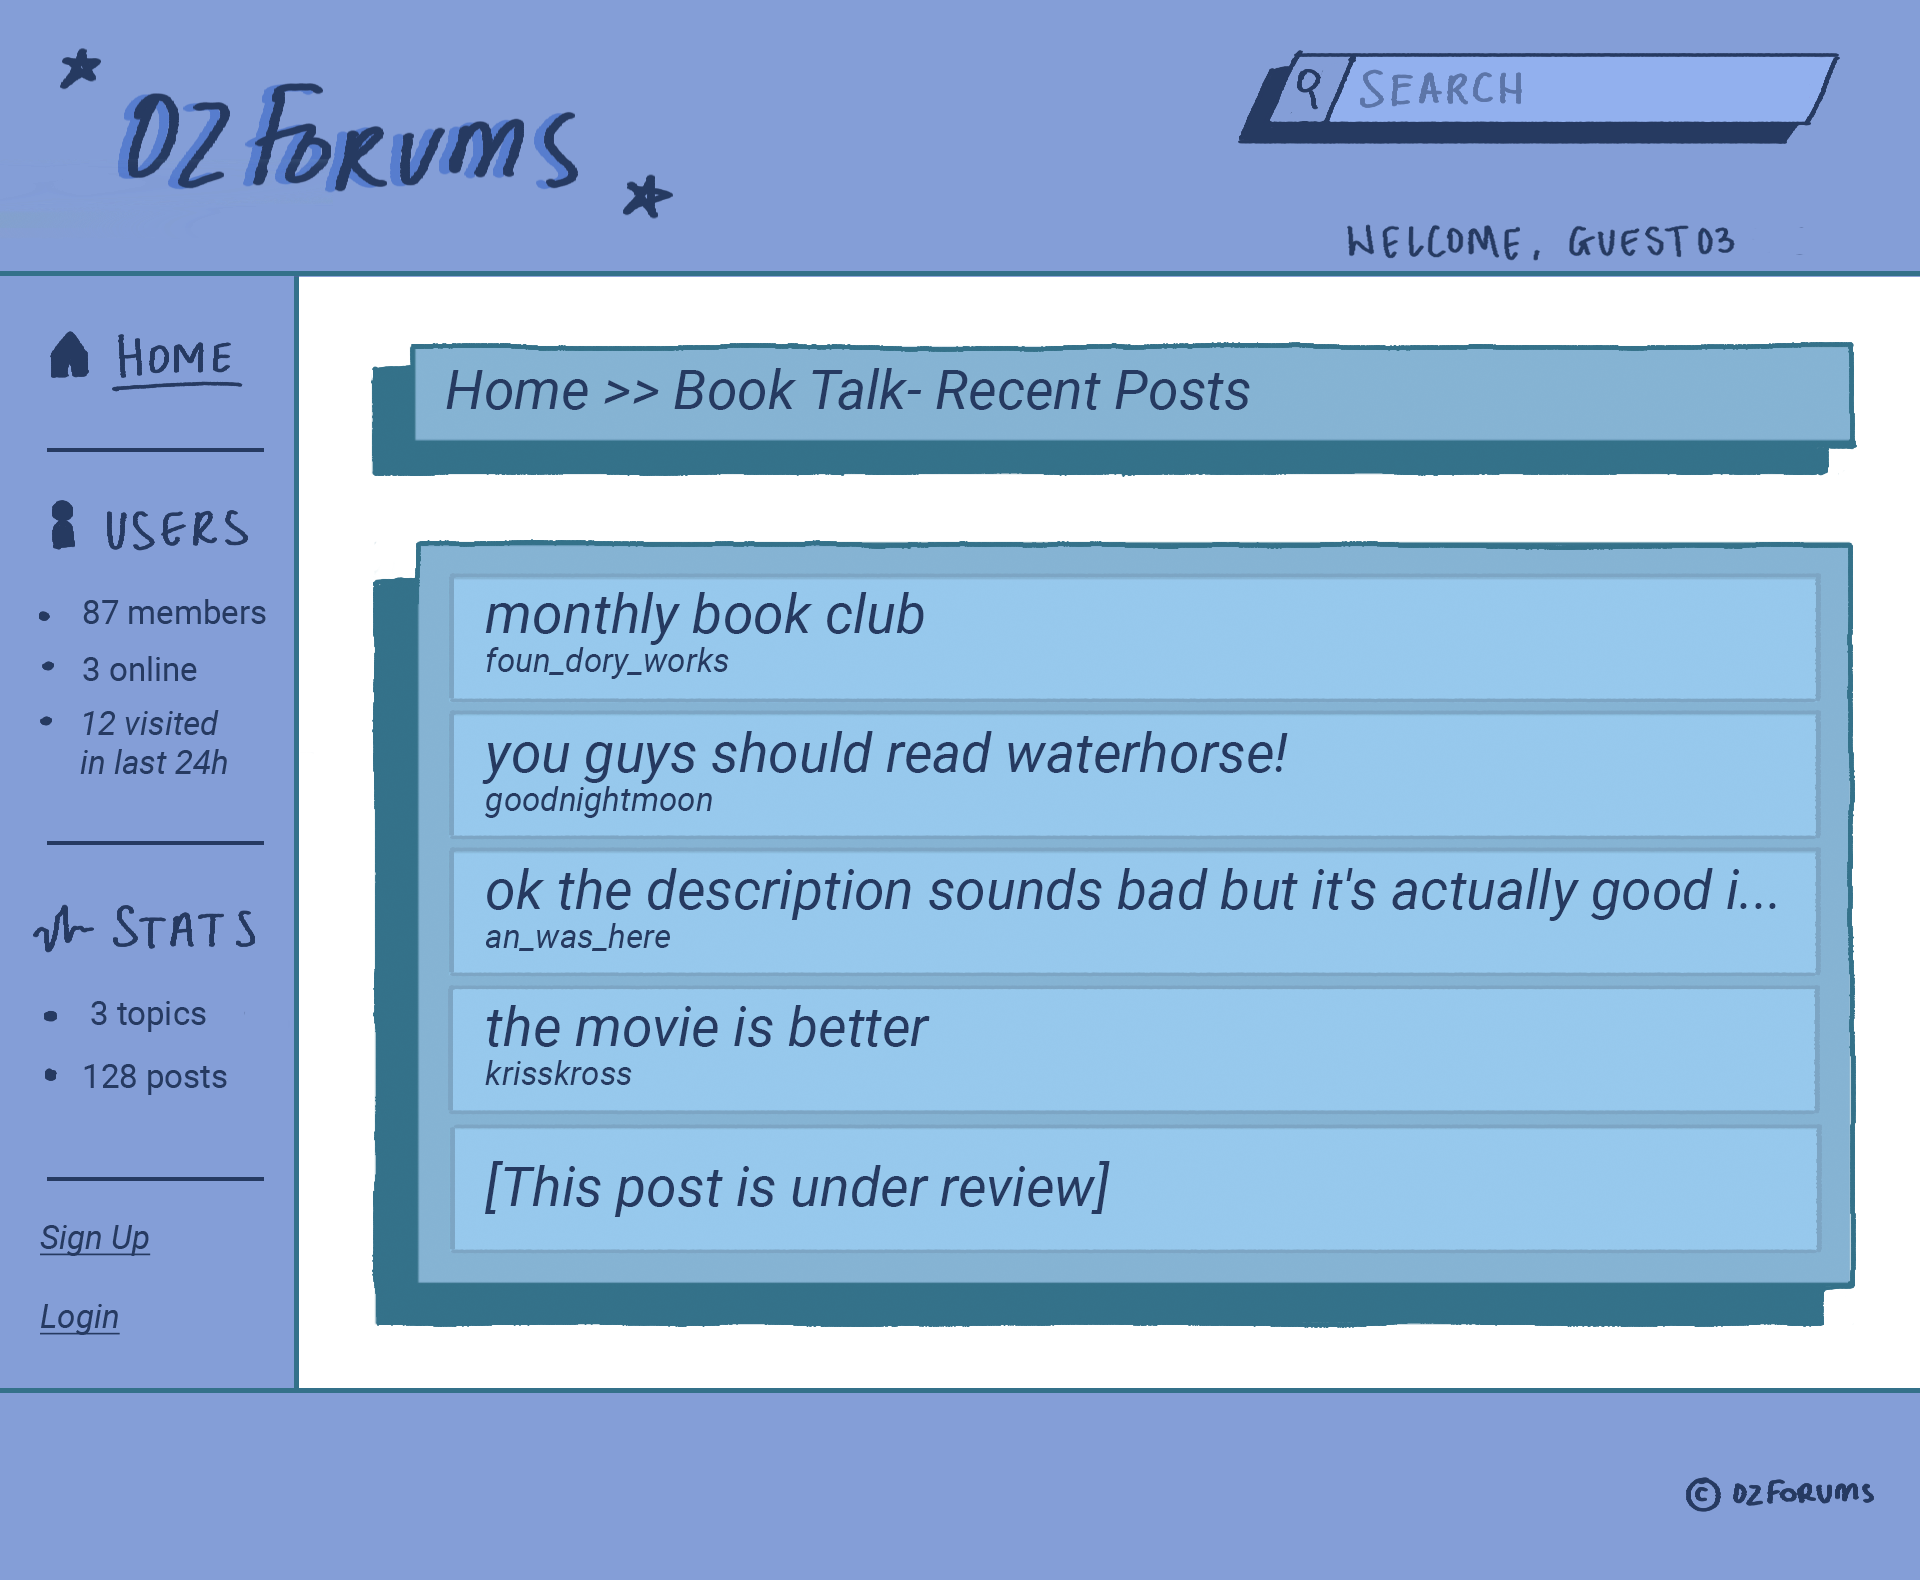 OZ FORUMS
SEARCH
WELCOME, GUEST03
HOME
USERS
87 members
3 online
12 visited
in last 24h
STATS
3 topics
128 posts
Sign Up
Login
Home >> Book Talk- Recent Posts
monthly book club
foun_dory_works
you guys should read waterhorse!
goodnightmoon
ok the description sounds bad but it's actually good i...
an_was_here
the movie is better
krisskross
[This post is under review]
© OZFORUMS